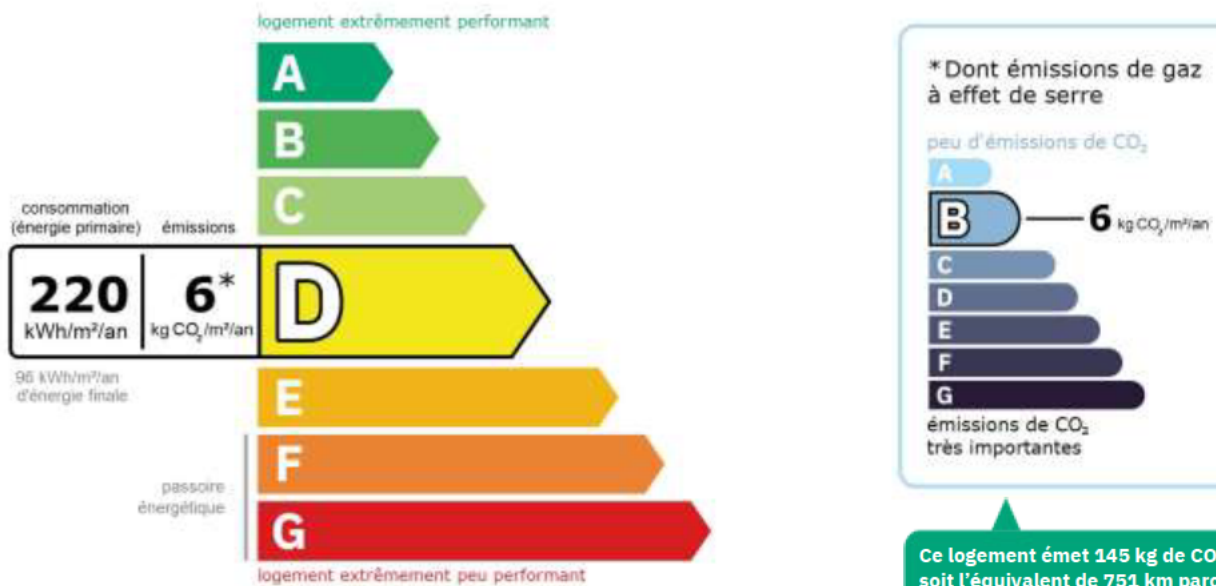 logement extrêmement performant
A
B
C
consommation
(énergie primaire)
émissions
220
kWh/m²/an
6*
kg CO₂/m²/an
D
96 kWh/m²/an
d'énergie finale
E
passoire
énergétique
F
G
logement extrêmement peu performant
*Dont émissions de gaz
à effet de serre
peu d'émissions de CO₂
A
B
6 kg CO₂/m²/an
C
D
E
F
G
émissions de CO₂
très importantes
Ce logement émet 145 kg de CO
soit l'équivalent de 751 km